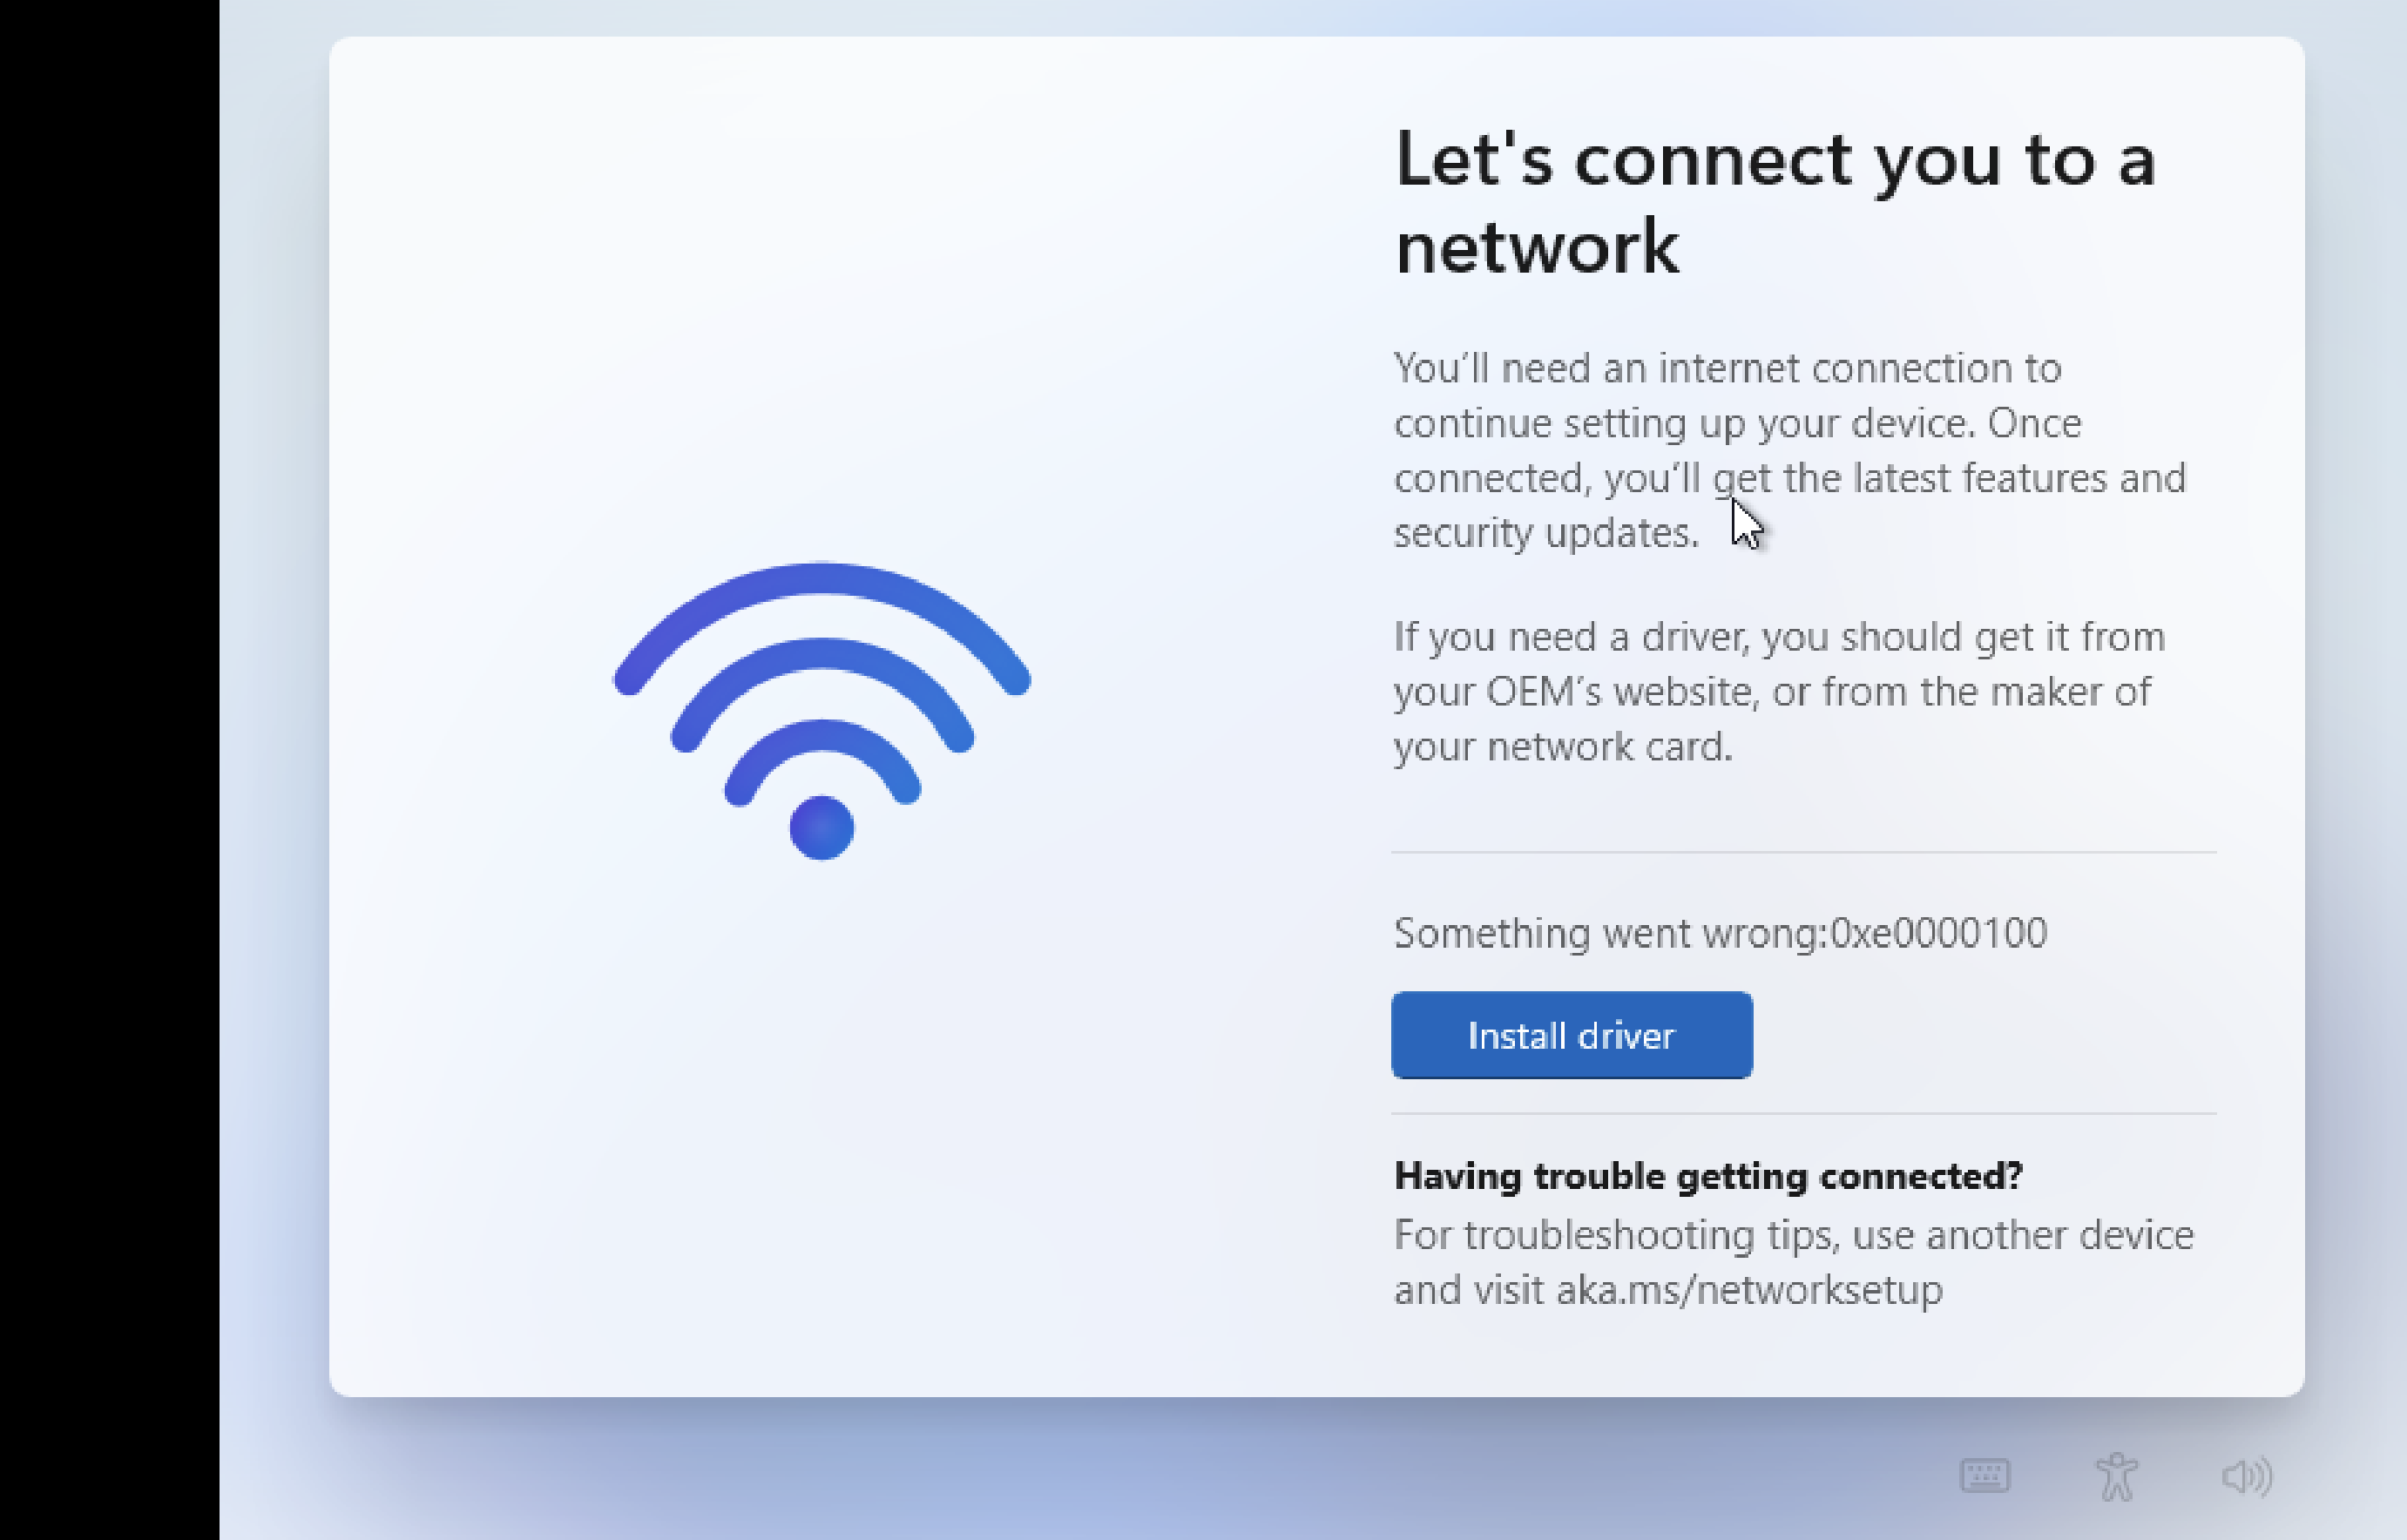 Let's connect you to a
network
You’ll need an internet connection to
continue setting up your device. Once
connected, you’ll get the latest features and
security updates.
If you need a driver, you should get it from
your OEM’s website, or from the maker of
your network card.
Something went wrong:0xe0000100
Install driver
Having trouble getting connected?
For troubleshooting tips, use another device
and visit aka.ms/networksetup